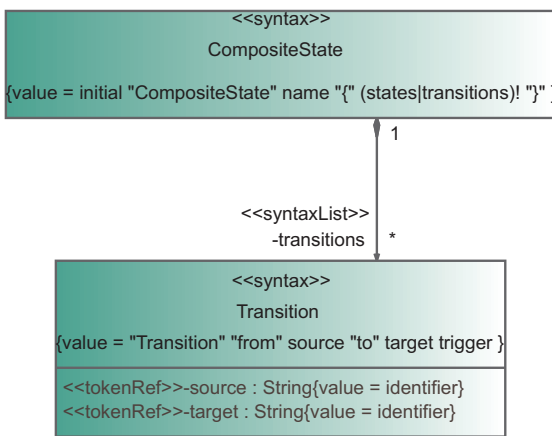 <<syntax>>
CompositeState
{value = initial "CompositeState" name "{" (states|transitions)! "}" }
1
<<syntaxList>>
-transitions *
<<syntax>>
Transition
{value = "Transition" "from" source "to" target trigger }
<<tokenRef>>-source : String{value = identifier}
<<tokenRef>>-target : String{value = identifier}